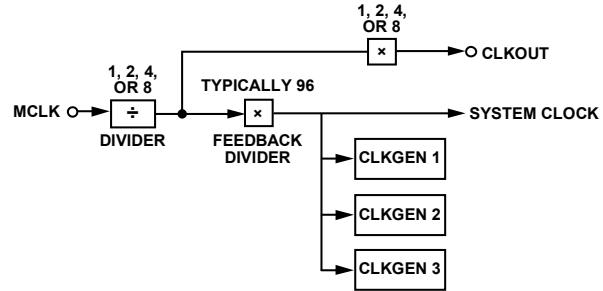 1, 2, 4,
OR 8
×
CLKOUT
1, 2, 4,
OR 8
TYPICALLY 96
MCLK
÷
×
SYSTEM CLOCK
DIVIDER
FEEDBACK
DIVIDER
CLKGEN 1
CLKGEN 2
CLKGEN 3